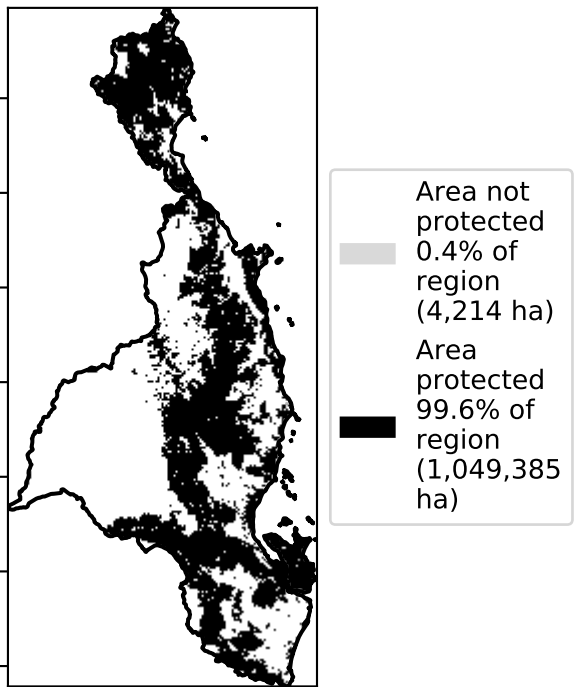 Area not
protected
0.4% of
region
(4,214 ha)
Area
protected
99.6% of
region
(1,049,385
ha)